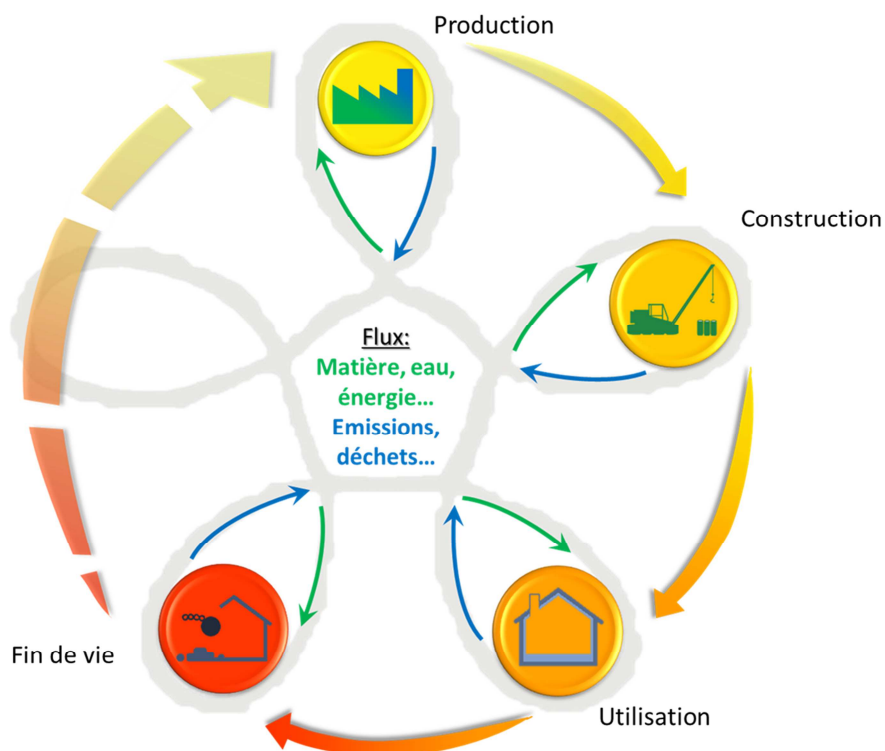 Production
Construction
Flux:
Matière, eau,
énergie...
Emissions,
déchets...
Fin de vie
Utilisation